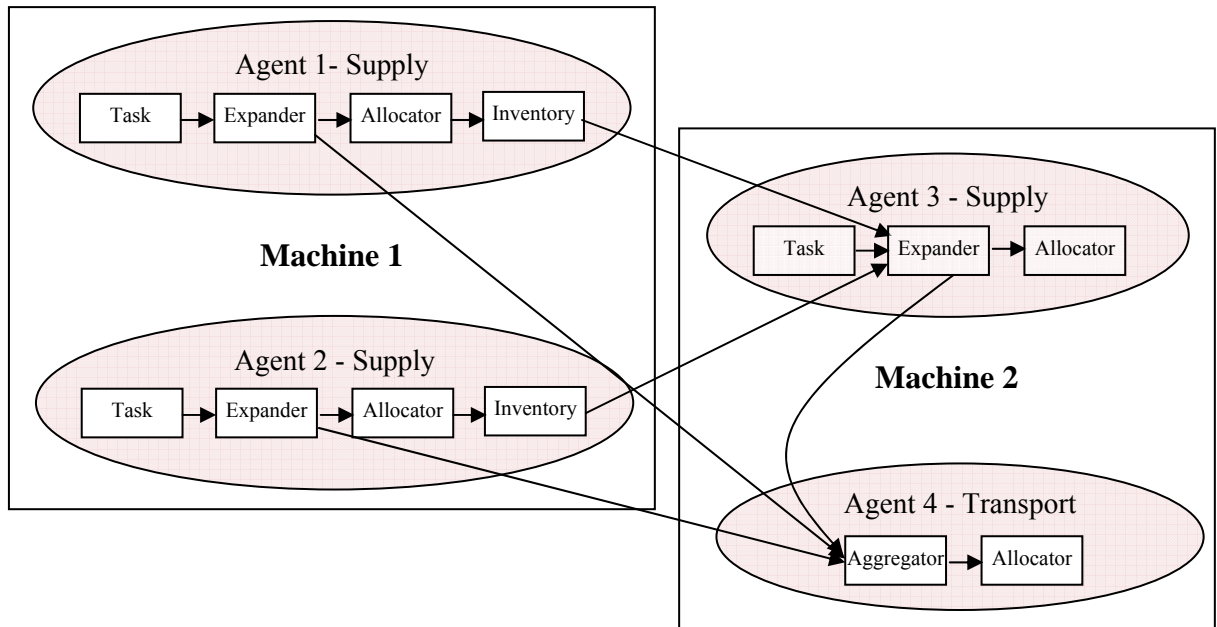 Agent 1- Supply
Task
Expander
Allocator
Inventory
Machine 1
Agent 2 - Supply
Task
Expander
Allocator
Inventory
Agent 3 - Supply
Task
Expander
Allocator
Machine 2
Agent 4 - Transport
Aggregator
Allocator